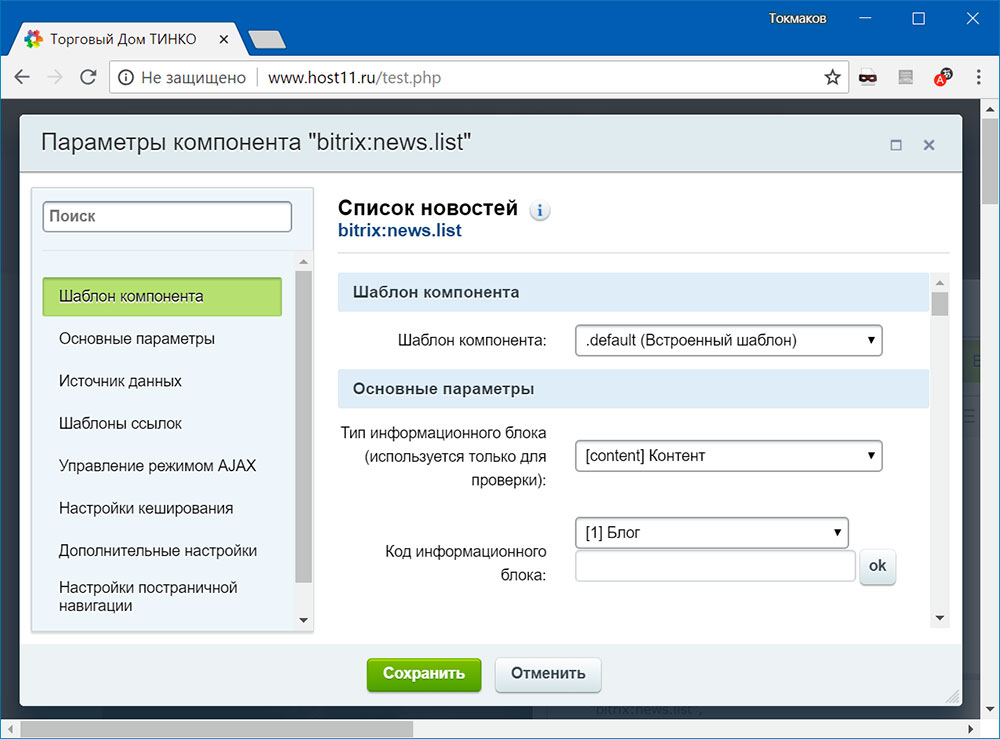 Токмаков
Торговый Дом ТИНКО
Не защищено www.host11.ru/test.php
Параметры компонента "bitrix:news.list"
Поиск
Шаблон компонента
Основные параметры
Источник данных
Шаблоны ссылок
Управление режимом AJAX
Настройки кеширования
Дополнительные настройки
Настройки постраничной
навигации
Список новостей
bitrix:news.list
Шаблон компонента
Шаблон компонента: .default (Встроенный шаблон)
Основные параметры
Тип информационного блока
(используется только для
проверки):
[content] Контент
Код информационного
блока:
[1] Блог
ok
Сохранить Отменить
bitrix:news.list